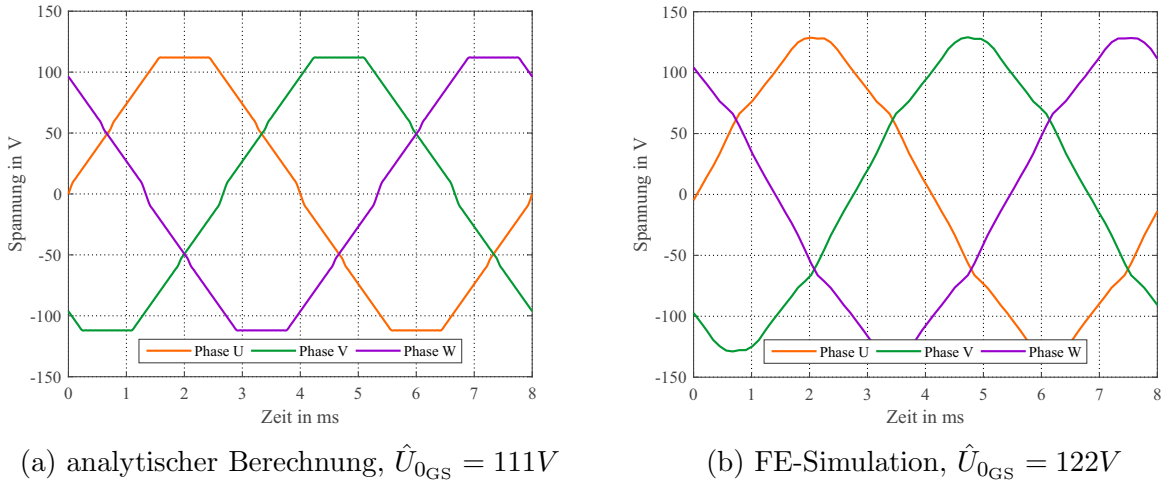 150
100
50
0
-50
-100
-150
Spannung in V
0 1 2 3 4 5 6 7 8
Zeit in ms
Phase U Phase V Phase W
(a) analytischer Berechnung, Û0GS = 111V
150
100
50
0
-50
-100
-150
Spannung in V
0 1 2 3 4 5 6 7 8
Zeit in ms
Phase U Phase V Phase W
(b) FE-Simulation, Û0GS = 122V